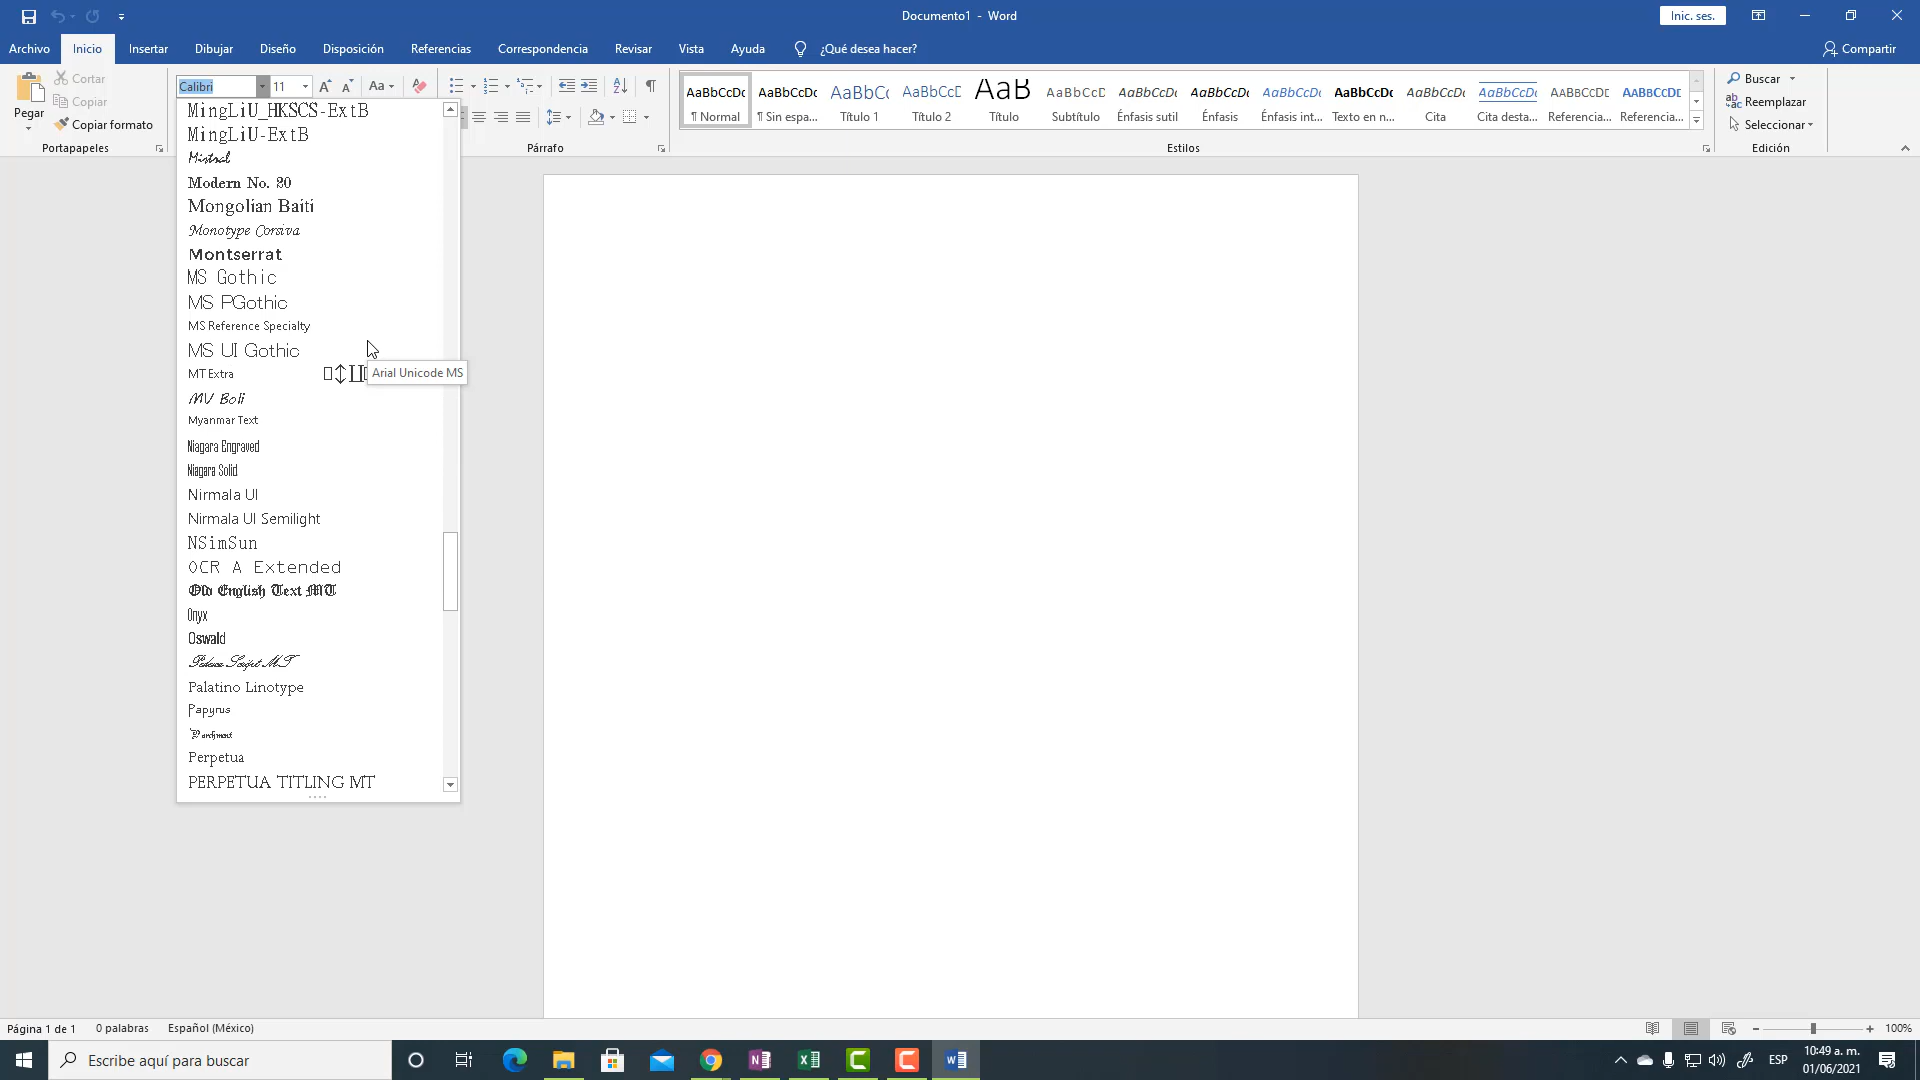 Documento1 - Word
Inic. ses.
Archivo Inicio Insertar Dibujar Diseño Disposición Referencias Correspondencia Revisar Vista Ayuda ¿Qué desea hacer? Compartir
Pegar
Cortar
Copiar
Copiar formato
Portapapeles
Calibri 11 Aa
Párrafo
AaBbCcDc AaBbCcDc AaBbCc AaBbCcD AaB AaBbCcD AaBbCcDc AaBbCcDc AaBbCcDc AaBbCcDc AaBbCcDc AaBbCcDc AABBCCDE AABBCCDE
¶ Normal ¶ Sin espa... Título 1 Título 2 Título Subtítulo Énfasis sutil Énfasis Énfasis int... Texto en n... Cita Cita desta... Referencia... Referencia...
Estilos
Buscar
Reemplazar
Seleccionar
Edición
MingLiU_HKSCS-ExtB
MingLiU-ExtB
Mistral
Modern No. 20
Mongolian Baiti
Monotype Corsiva
Montserrat
MS Gothic
MS PGothic
MS Reference Specialty
MS UI Gothic
MT Extra
Arial Unicode MS
MV Boli
Myanmar Text
Niagara Engraved
Niagara Solid
Nirmala UI
Nirmala UI Semilight
NSimSun
OCR A Extended
Old English Text MT
Onyx
Oswald
Palace Script MT
Palatino Linotype
Papyrus
Parchment
Perpetua
PERPETUA TITLING MT
Página 1 de 1 0 palabras Español (México) 100%
Escribe aquí para buscar
ESP
10:49 a. m.
01/06/2021